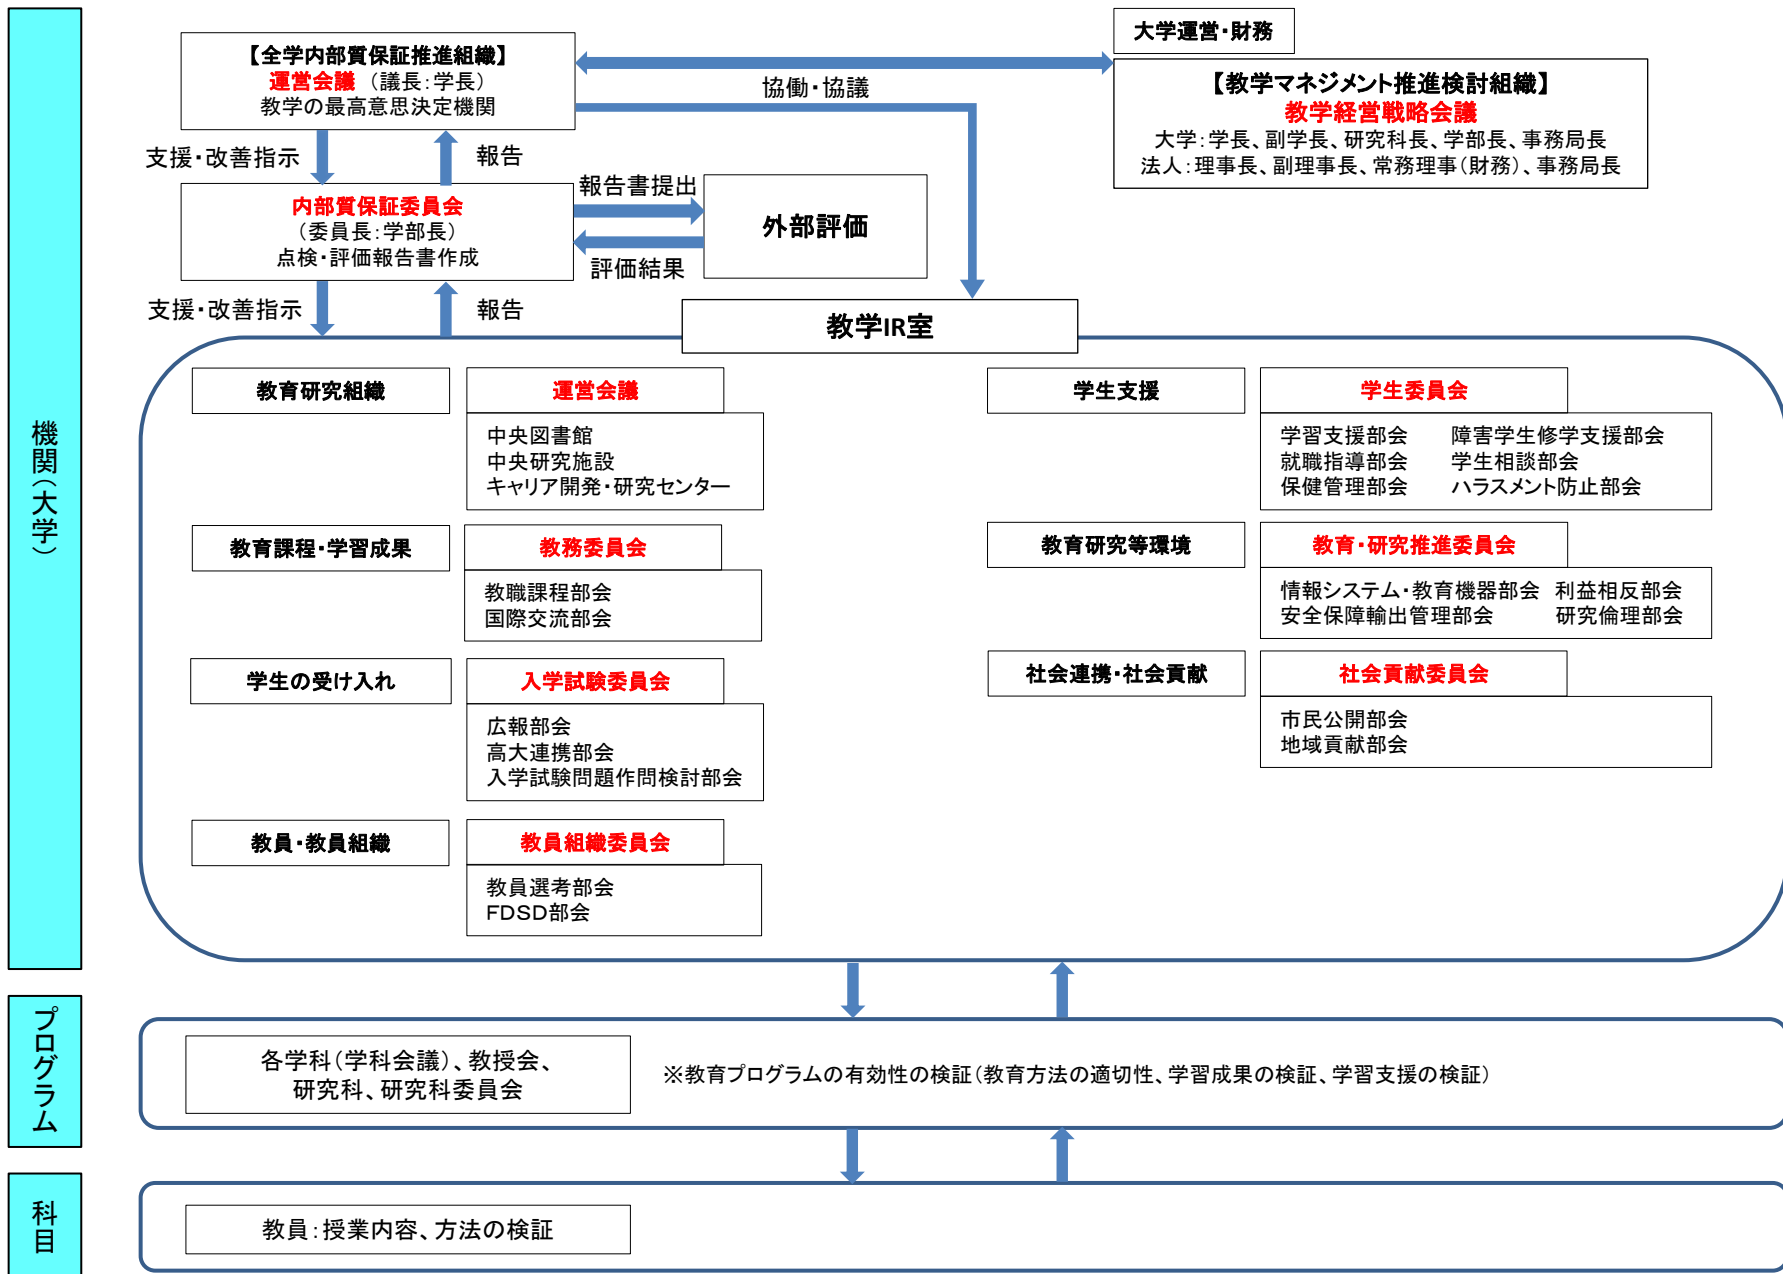 機関(大学)
【全学内部質保証推進組織】
運営会議 (議長:学長)
教学の最高意思決定機関
協働・協議
大学運営・財務
【教学マネジメント推進検討組織】
教学経営戦略会議
大学:学長、副学長、研究科長、学部長、事務局長
法人:理事長、副理事長、常務理事(財務)、事務局長
支援・改善指示
報告
内部質保証委員会
(委員長:学部長)
点検・評価報告書作成
報告書提出
評価結果
外部評価
支援・改善指示
報告
教学IR室
教育研究組織
運営会議
中央図書館
中央研究施設
キャリア開発・研究センター
教育課程・学習成果
教務委員会
教職課程部会
国際交流部会
学生の受け入れ
入学試験委員会
広報部会
高大連携部会
入学試験問題作問検討部会
教員・教員組織
教員組織委員会
教員選考部会
FDSD部会
学生支援
学生委員会
学習支援部会 障害学生修学支援部会
就職指導部会 学生相談部会
保健管理部会 ハラスメント防止部会
教育研究等環境
教育・研究推進委員会
情報システム・教育機器部会 利益相反部会
安全保障輸出管理部会 研究倫理部会
社会連携・社会貢献
社会貢献委員会
市民公開部会
地域貢献部会
プログラム
各学科(学科会議)、教授会、
研究科、研究科委員会
※教育プログラムの有効性の検証(教育方法の適切性、学習成果の検証、学習支援の検証)
科目
教員:授業内容、方法の検証